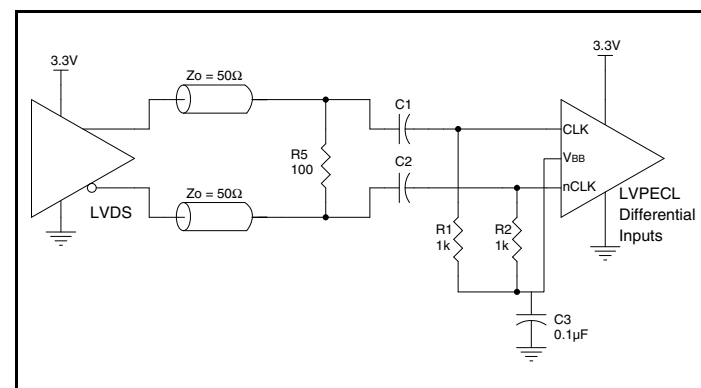 3.3V
3.3V
Zo = 50Ω
C1
CLK
R5
100
C2
VBB
Zo = 50Ω
nCLK
LVDS
LVPECL
Differential
Inputs
R1
1k
R2
1k
C3
0.1µF